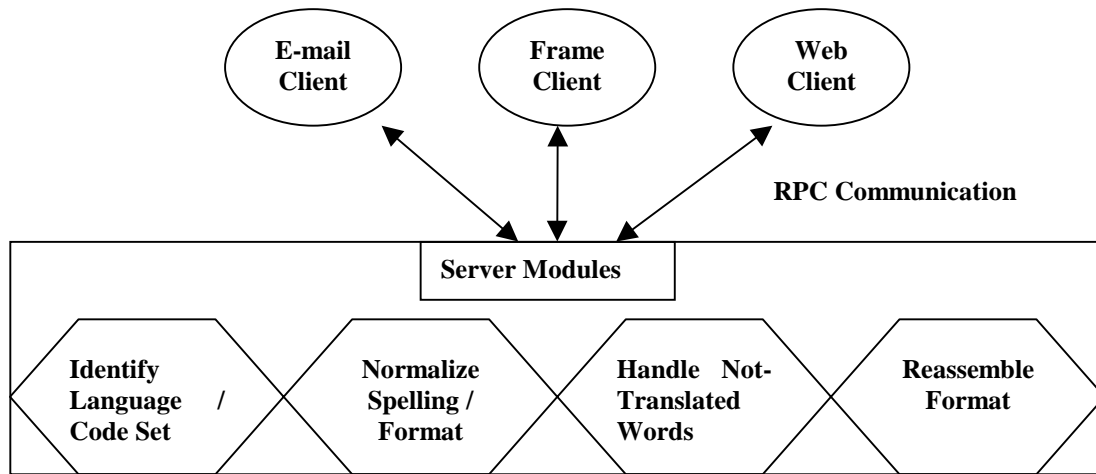 E-mail
Client
Frame
Client
Web
Client
RPC Communication
Server Modules
Identify
Language /
Code Set
Normalize
Spelling /
Format
Handle Not-
Translated
Words
Reassemble
Format